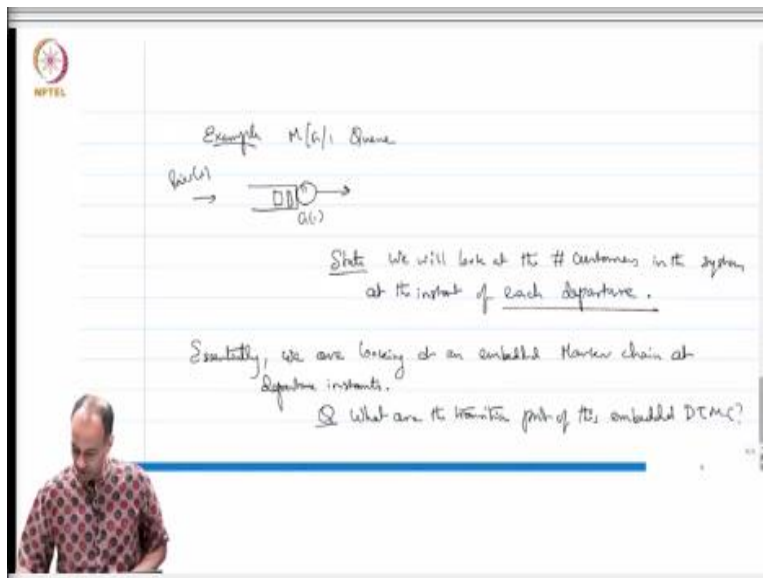 NPTEL
Example M/G/1 Queue
Poi(λ)
G(·)
State We will look at the # customers in the system
at the instant of each departure.
Essentially, we are looking at an embedded Markov chain at
departure instants.
Q What are the transition prob of this embedded DTMC?